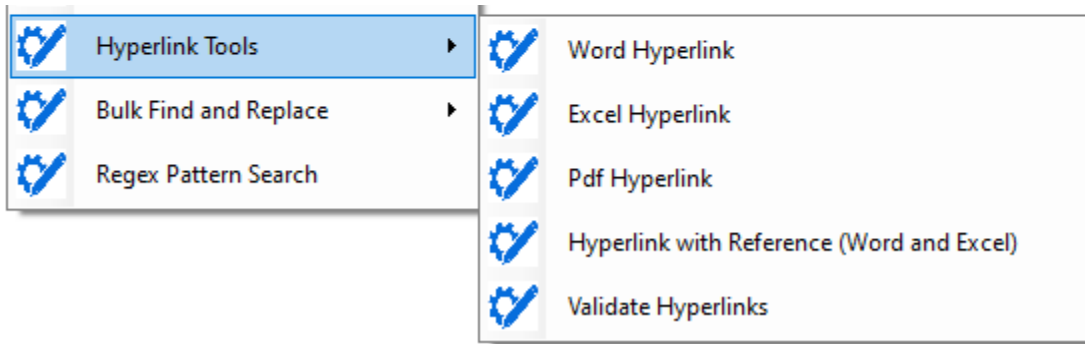 Hyperlink Tools
Bulk Find and Replace
Regex Pattern Search
Word Hyperlink
Excel Hyperlink
Pdf Hyperlink
Hyperlink with Reference (Word and Excel)
Validate Hyperlinks